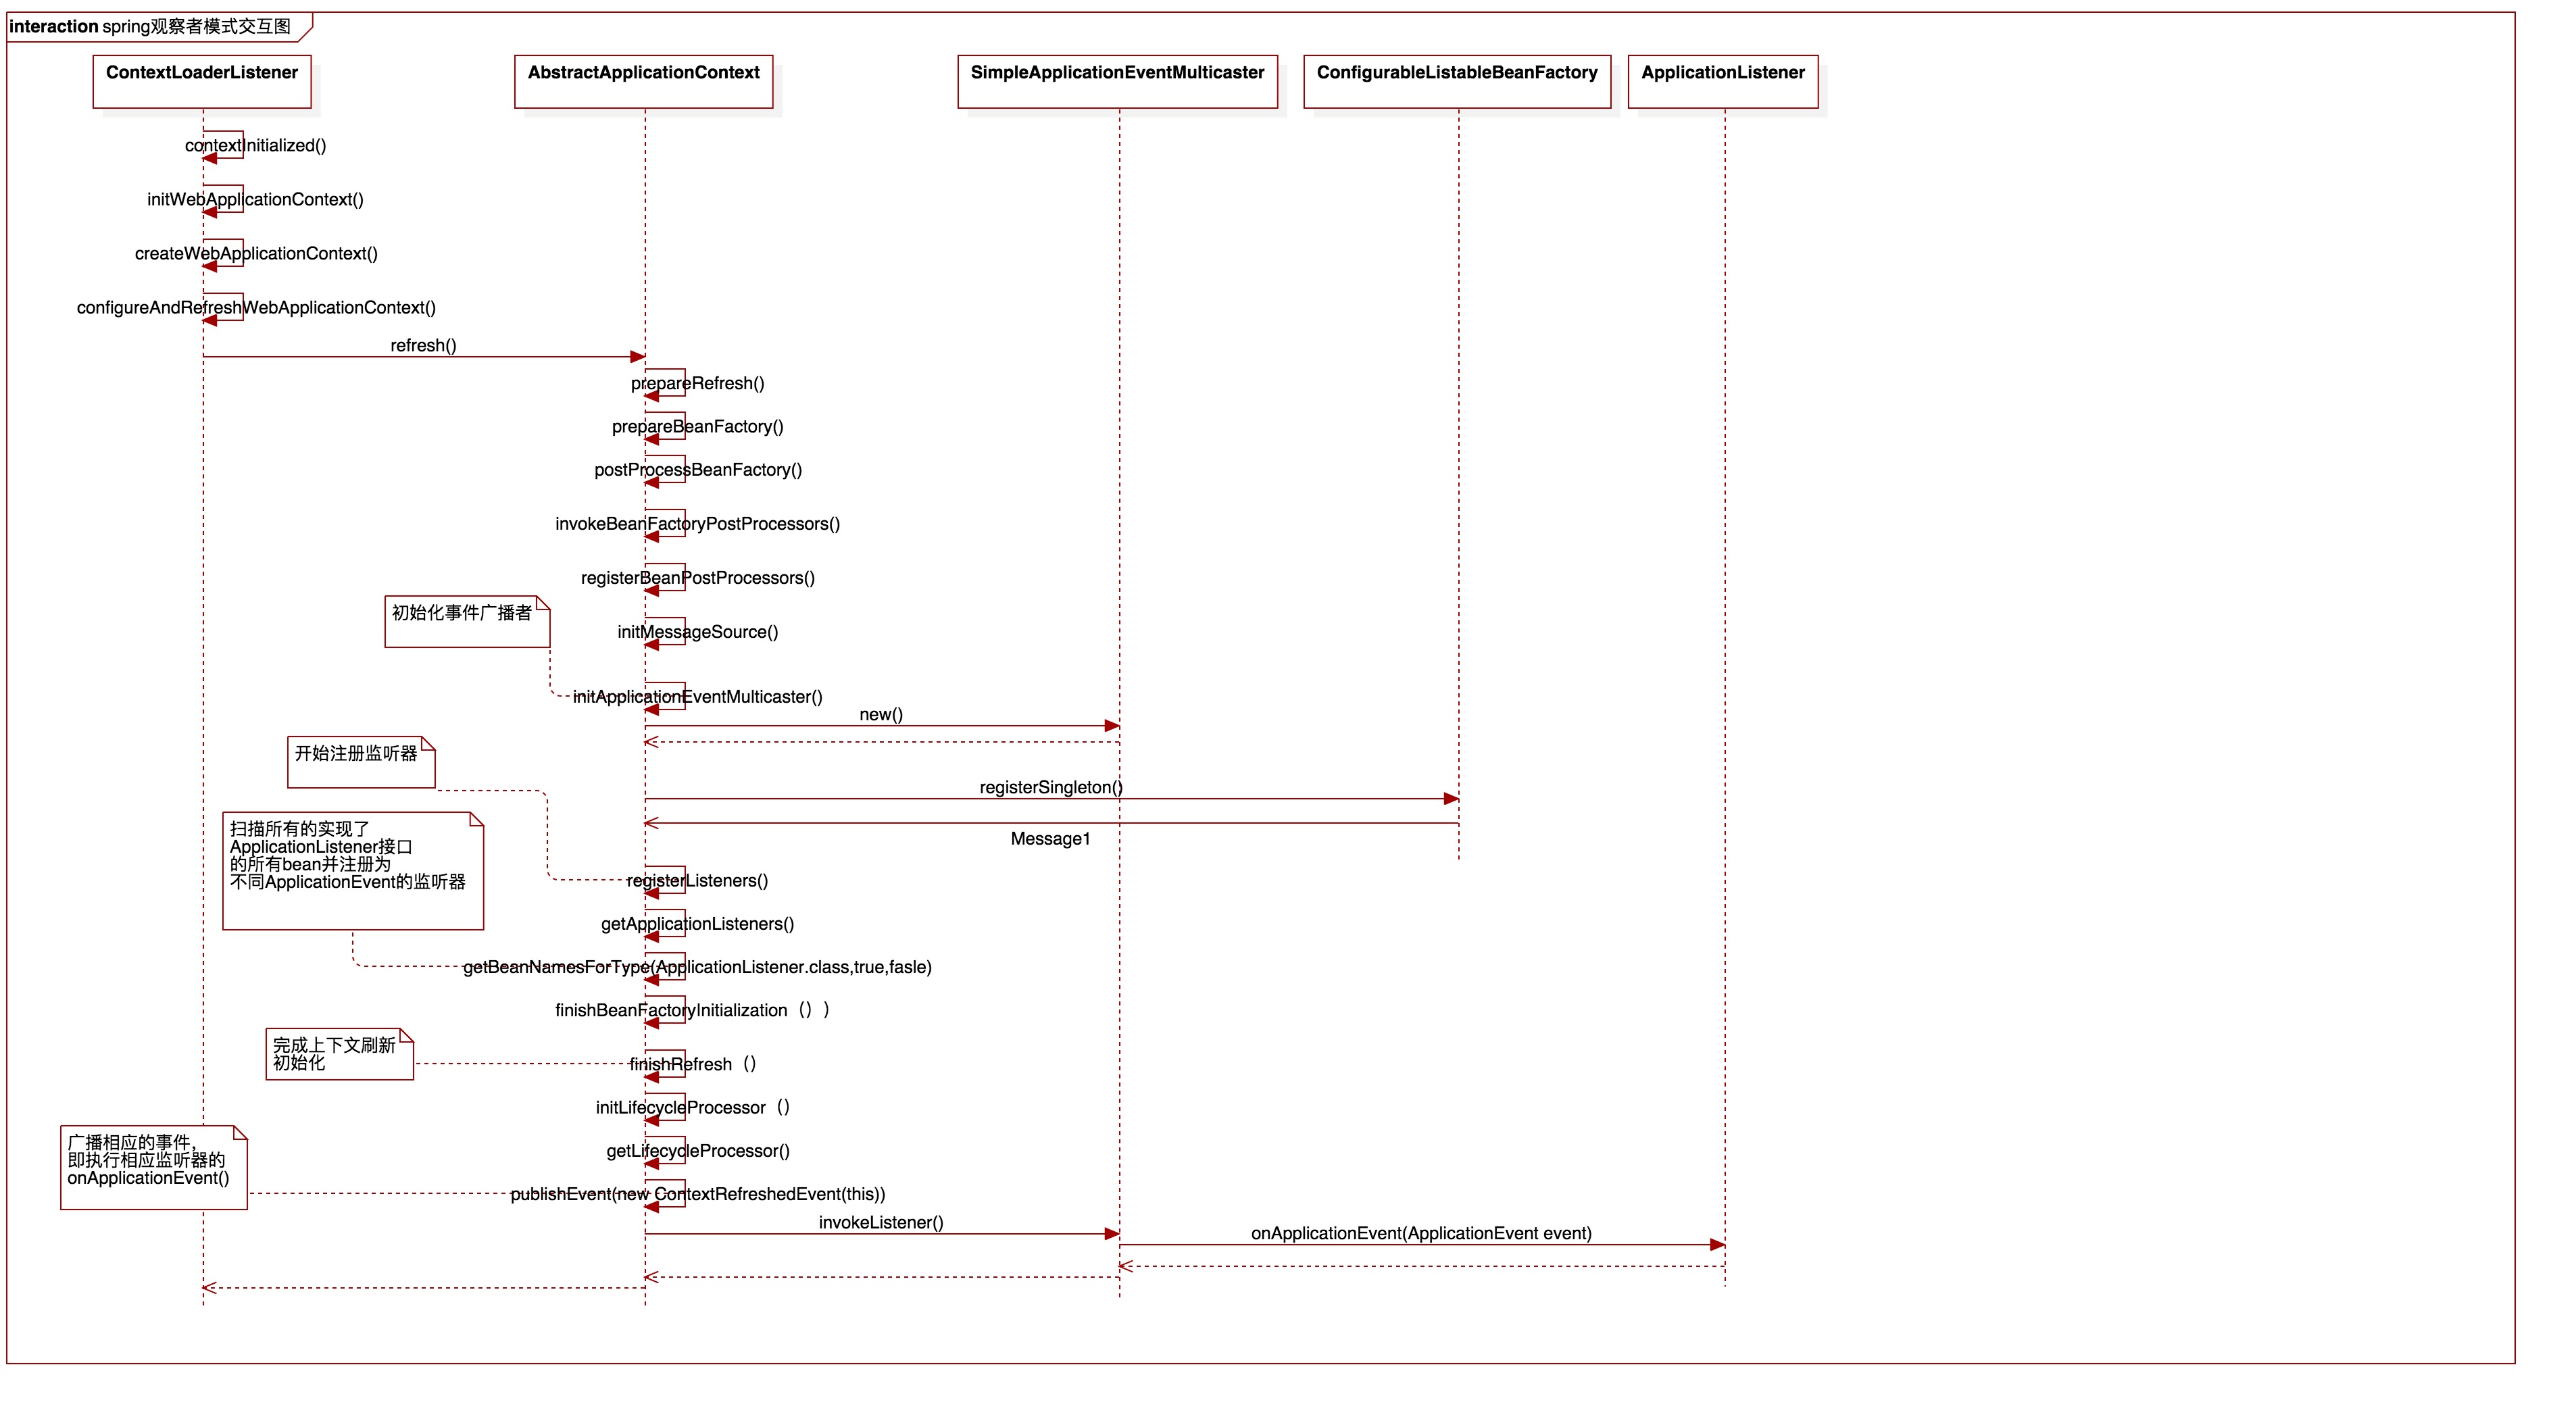 interaction spring观察者模式交互图
ContextLoaderListener
AbstractApplicationContext
SimpleApplicationEventMulticaster
ConfigurableListableBeanFactory
ApplicationListener
contextInitialized()
initWebApplicationContext()
createWebApplicationContext()
configureAndRefreshWebApplicationContext()
refresh()
prepareRefresh()
prepareBeanFactory()
postProcessBeanFactory()
invokeBeanFactoryPostProcessors()
registerBeanPostProcessors()
初始化事件广播者
initMessageSource()
initApplicationEventMulticaster()
new()
开始注册监听器
registerSingleton()
扫描所有的实现了
ApplicationListener接口
的所有bean并注册为
不同ApplicationEvent的监听器
Message1
registerListeners()
getApplicationListeners()
getBeanNamesForType(ApplicationListener.class,true,fasle)
finishBeanFactoryInitialization（））
完成上下文刷新
初始化
finishRefresh（）
initLifecycleProcessor（）
广播相应的事件，
即执行相应监听器的
onApplicationEvent()
getLifecycleProcessor()
publishEvent(new ContextRefreshedEvent(this))
invokeListener()
onApplicationEvent(ApplicationEvent event)